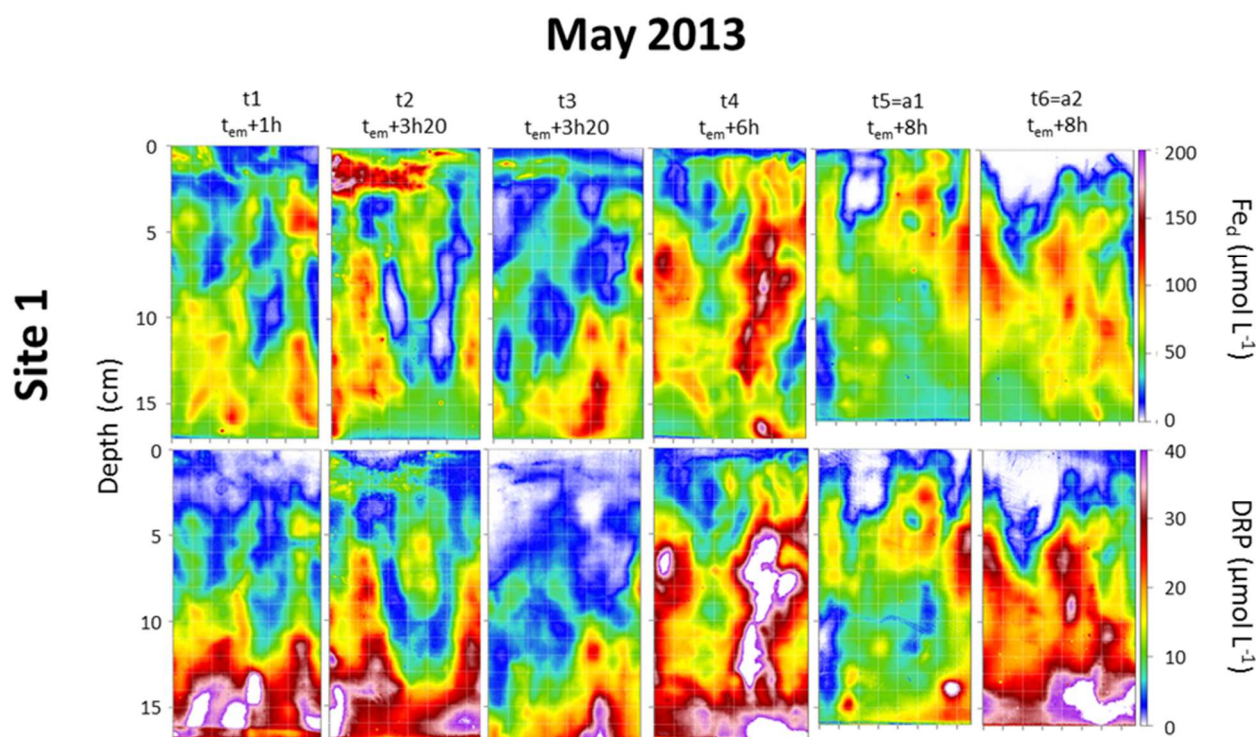 May 2013
t1
t2
t3
t4
t5=a1
t6=a2
tem+1h
tem+3h20
tem+3h20
tem+6h
tem+8h
tem+8h
Site 1
Depth (cm)
0
5
10
15
0
5
10
15
200
150
100
50
0
Fed (µmol L-1)
40
30
20
10
0
DRP (µmol L-1)